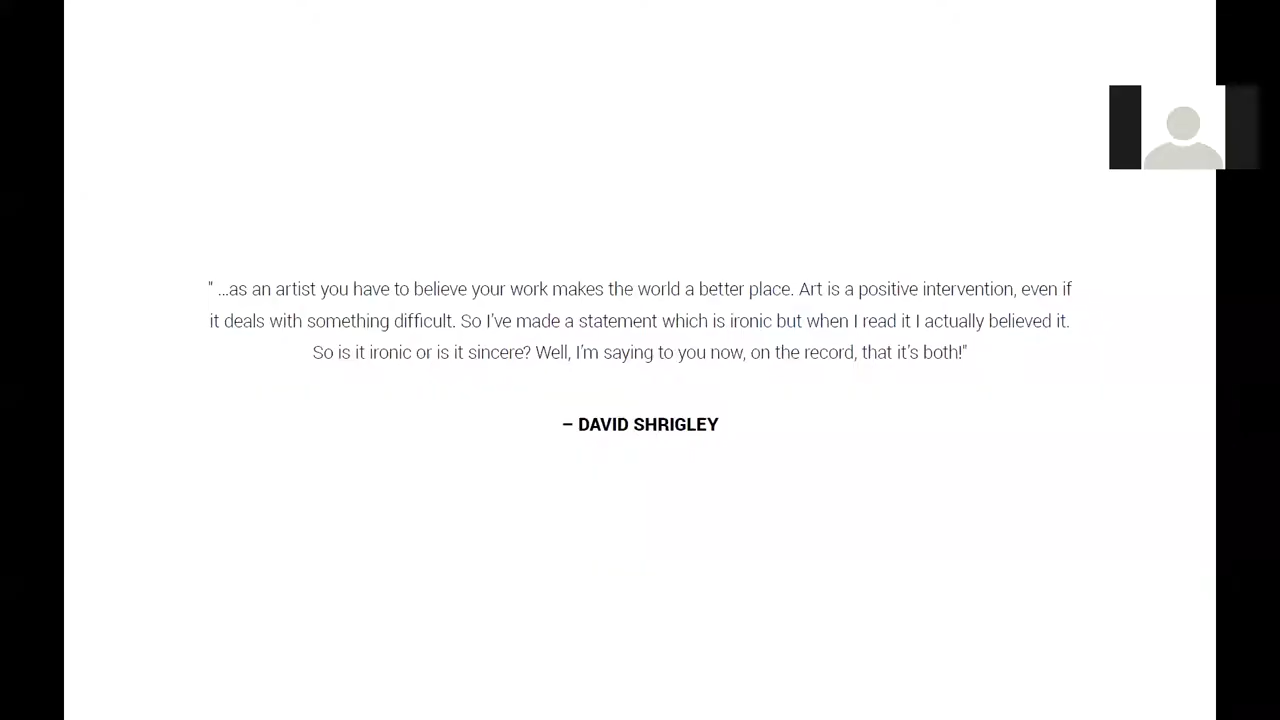 " ...as an artist you have to believe your work makes the world a better place. Art is a positive intervention, even if
it deals with something difficult. So I've made a statement which is ironic but when I read it I actually believed it.
So is it ironic or is it sincere? Well, I'm saying to you now, on the record, that it's both!"
– DAVID SHRIGLEY